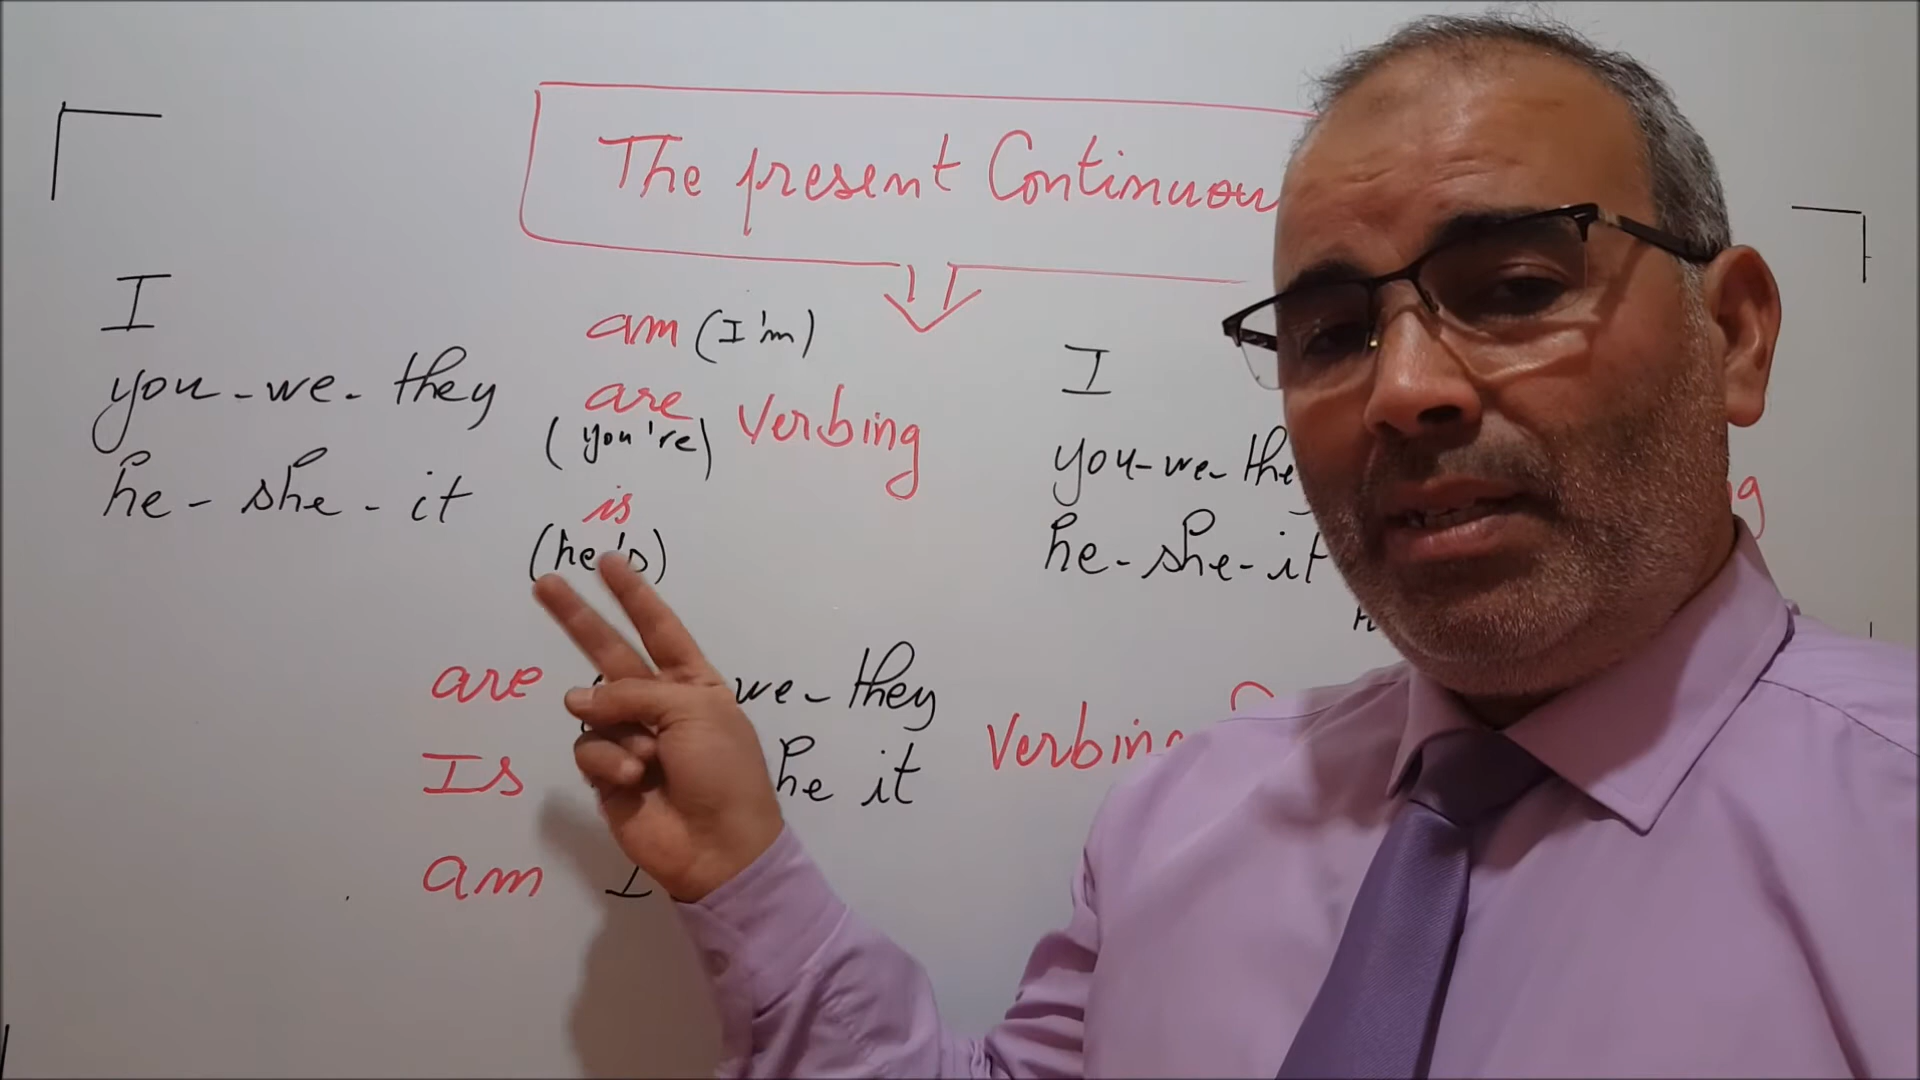 The present Continuou
I am (I'm)
you-we-they are verbing
(you're)
he-she-it is
(he's)
I
you-we-the
he-she-it
are we-they
Is he it verbing
am I